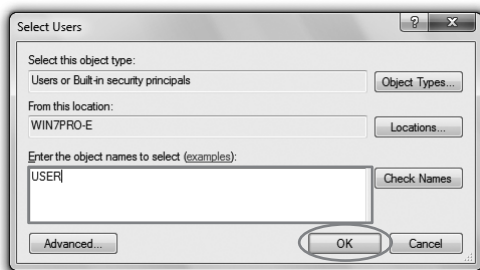 Select Users
Select this object type:
Users or Built-in security principals
Object Types...
From this location:
WIN7PRO-E
Locations...
Enter the object names to select (examples):
USER
Check Names
Advanced...
OK
Cancel